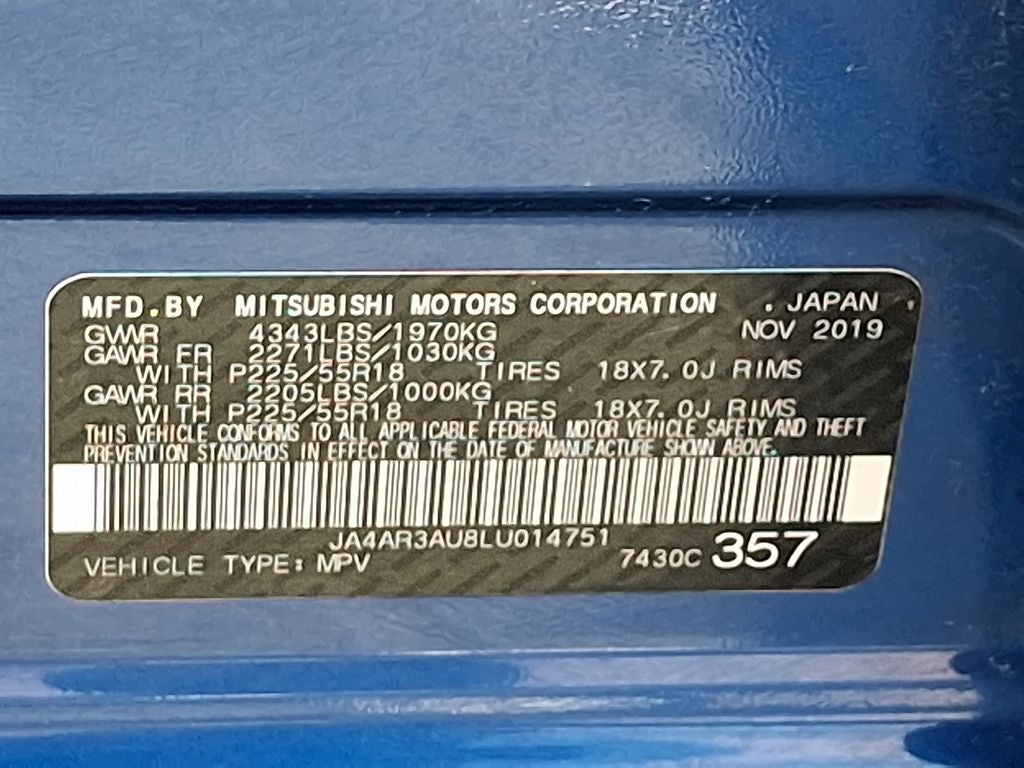 MFD.BY MITSUBISHI MOTORS CORPORATION . JAPAN .
GVWR 4343LBS/1970KG NOV 2019
GAWR FR 2271LBS/1030KG
WITH P225/55R18 TIRES 18X7.0J RIMS
GAWR RR 2205LBS/1000KG
WITH P225/55R18 TIRES 18X7.0J RIMS
THIS VEHICLE CONFORMS TO ALL APPLICABLE FEDERAL MOTOR VEHICLE SAFETY AND THEFT
PREVENTION STANDARDS IN EFFECT ON THE DATE OF MANUFACTURE SHOWN ABOVE.
JA4AR3AU8LU014751
VEHICLE TYPE: MPV 7430C 357